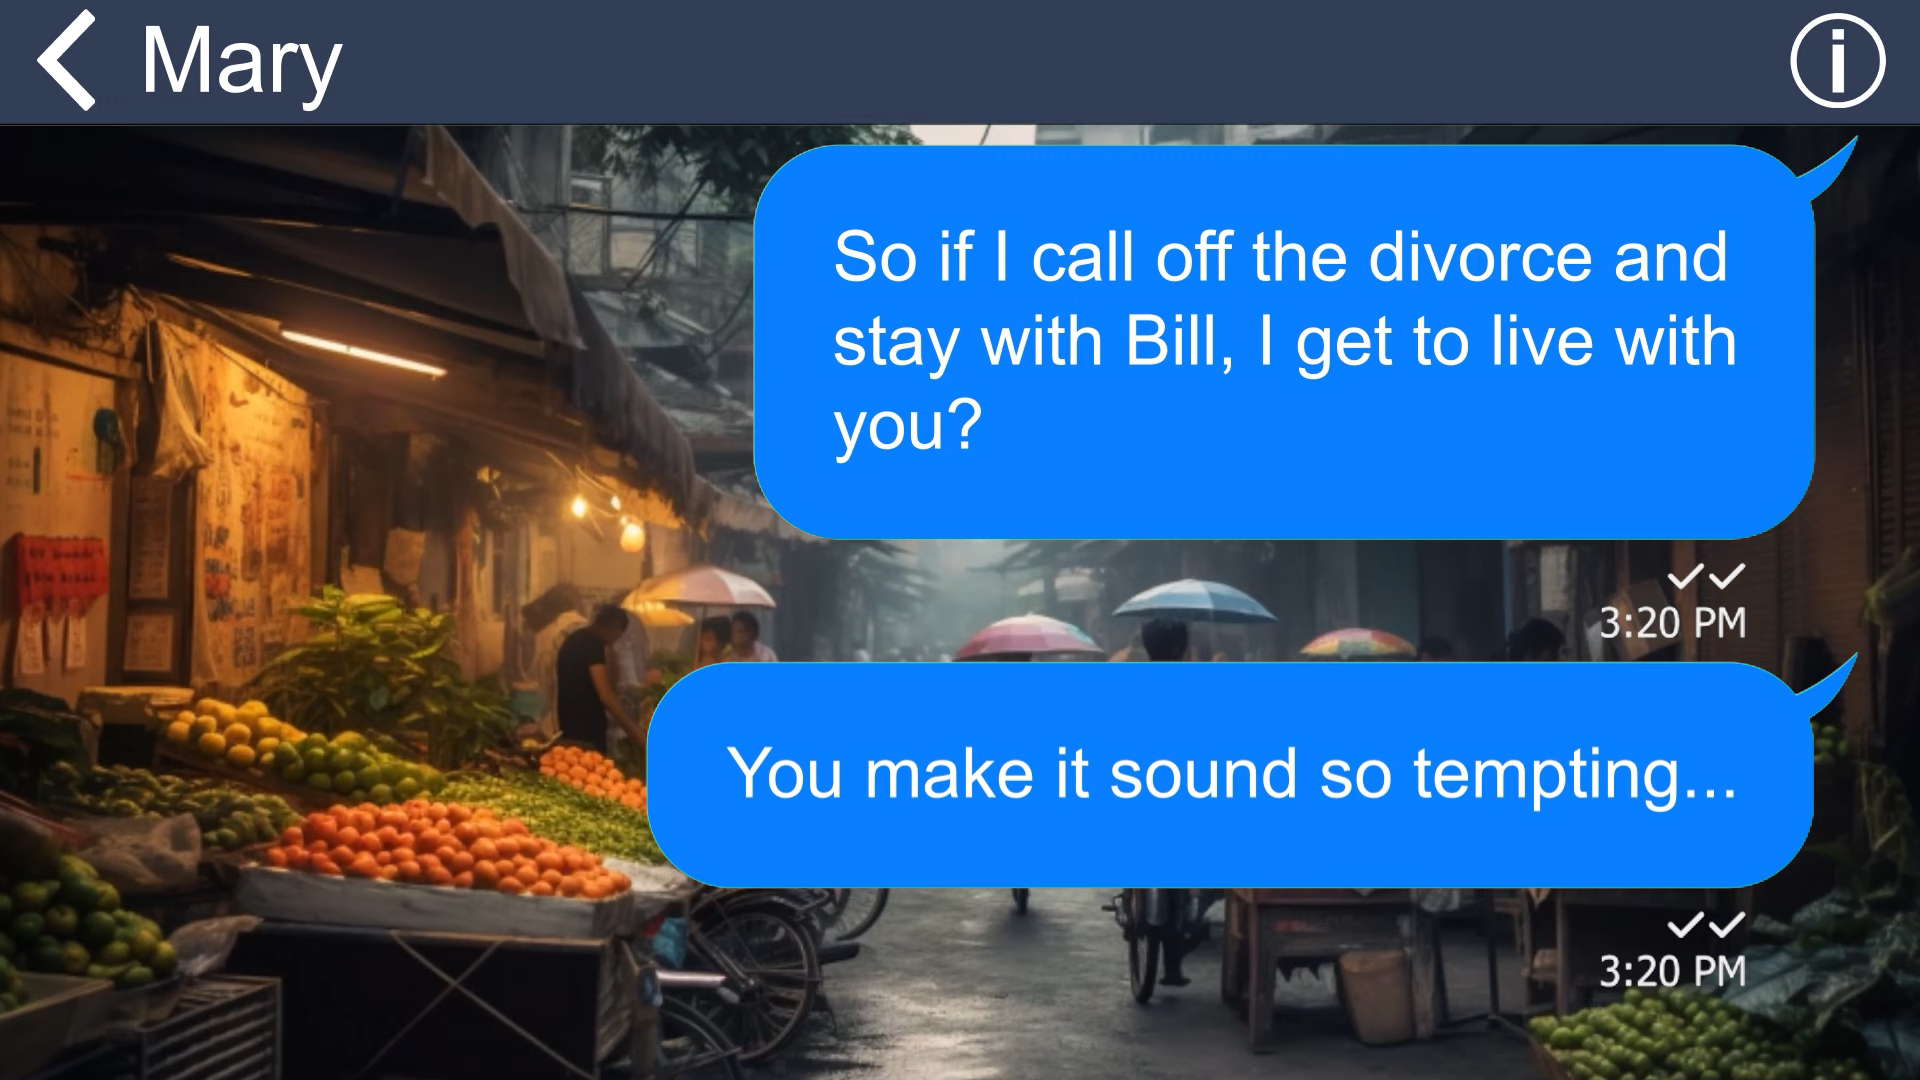 Mary
So if I call off the divorce and
stay with Bill, I get to live with
you?
3:20 PM
You make it sound so tempting...
3:20 PM